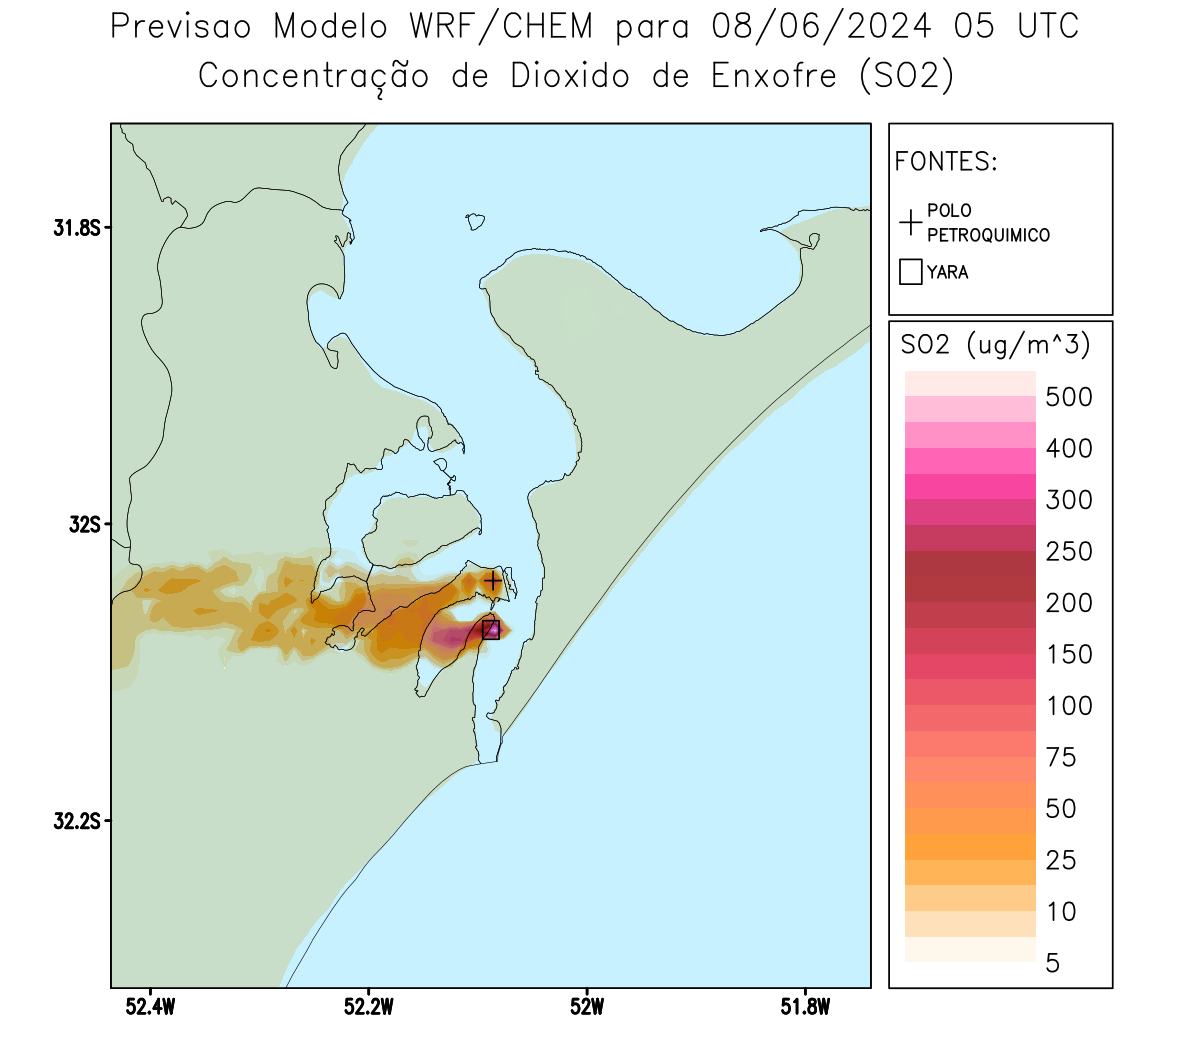 Previsao Modelo WRF/CHEM para 08/06/2024 05 UTC
Concentração de Dioxido de Enxofre (SO2)
FONTES:
POLO
PETROQUIMICO
YARA
31.8S
32S
32.2S
52.4W
52.2W
52W
51.8W
SO2 (ug/m^3)
500
400
300
250
200
150
100
75
50
25
10
5